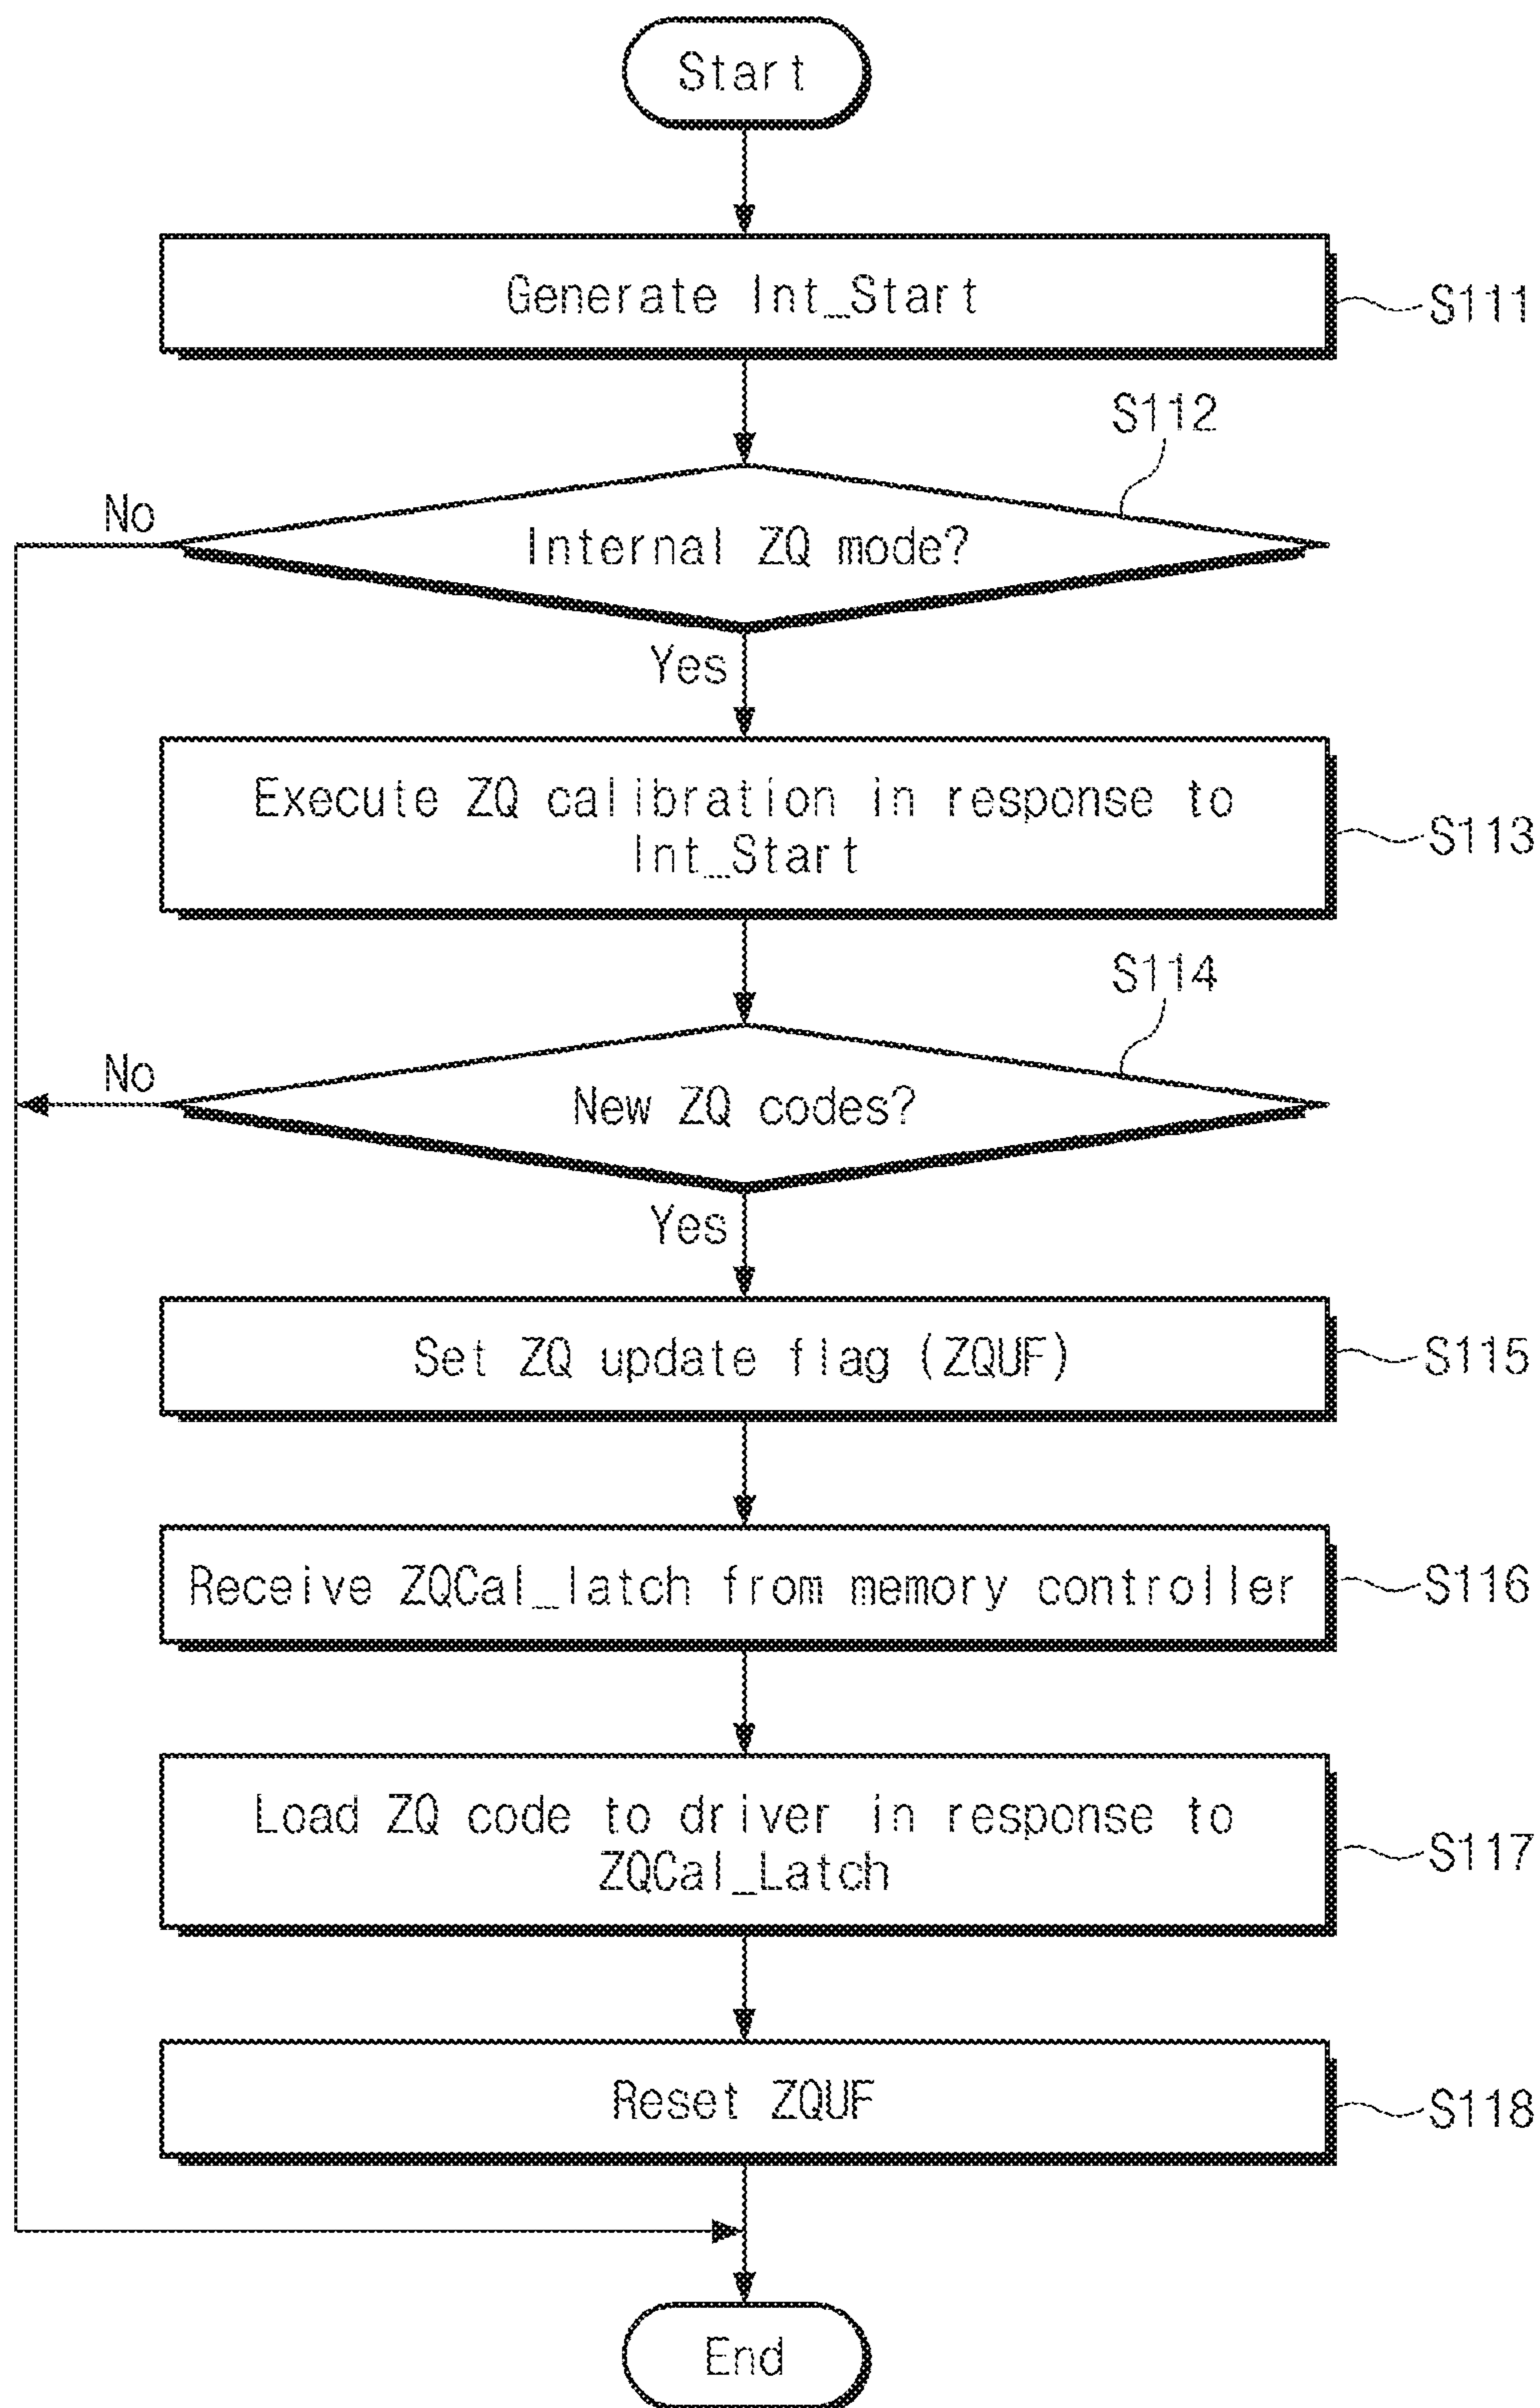 Start
Generate Int_Start
S111
S112
No
Internal ZQ mode?
Yes
Execute ZQ calibration in response to
Int_Start
S113
S114
No
New ZQ codes?
Yes
Set ZQ update flag (ZQUF)
S115
Receive ZQCal_latch from memory controller
S116
Load ZQ code to driver in response to
ZQCal_Latch
S117
Reset ZQUF
S118
End